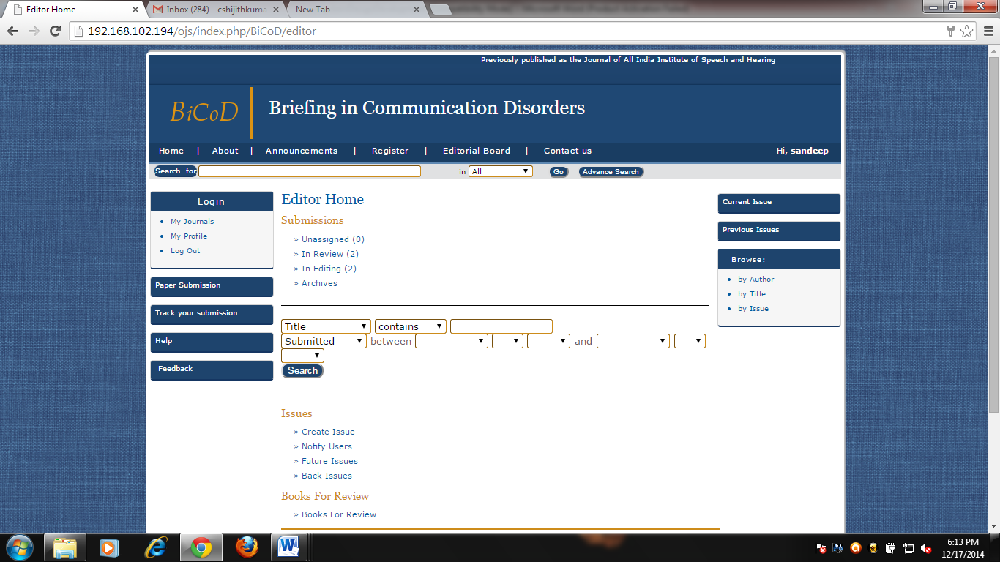 Editor Home
Inbox (284) - cshijithkuma
New Tab
192.168.102.194/ojs/index.php/BiCoD/editor
Previously published as the Journal of All India Institute of Speech and Hearing
BiCoD
Briefing in Communication Disorders
Home | About | Announcements | Register | Editorial Board | Contact us
Hi, sandeep
Search for
in All
Go
Advance Search
Login
My Journals
My Profile
Log Out
Paper Submission
Track your submission
Help
Feedback
Editor Home
Submissions
» Unassigned (0)
» In Review (2)
» In Editing (2)
» Archives
Title contains
Submitted between and
Search
Issues
» Create Issue
» Notify Users
» Future Issues
» Back Issues
Books For Review
» Books For Review
Current Issue
Previous Issues
Browse:
by Author
by Title
by Issue
6:13 PM
12/17/2014